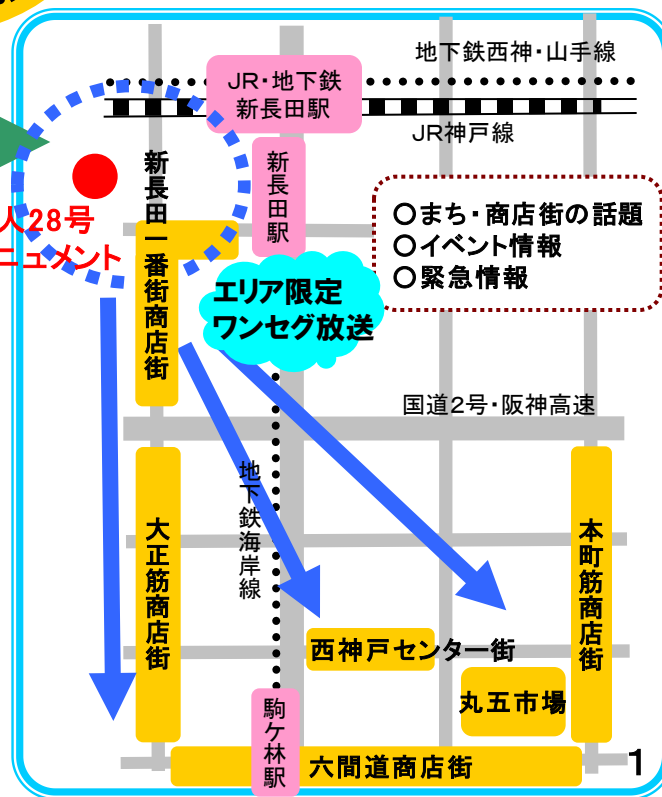 地下鉄西神・山手線
JR・地下鉄
新長田駅
JR神戸線
新長田駅
新長田一番街商店街
人28号
ニュメント
○まち・商店街の話題
○イベント情報
○緊急情報
エリア限定
ワンセグ放送
国道2号・阪神高速
地下鉄海岸線
大正筋商店街
本町筋商店街
西神戸センター街
丸五市場
駒ケ林駅
六間道商店街
1